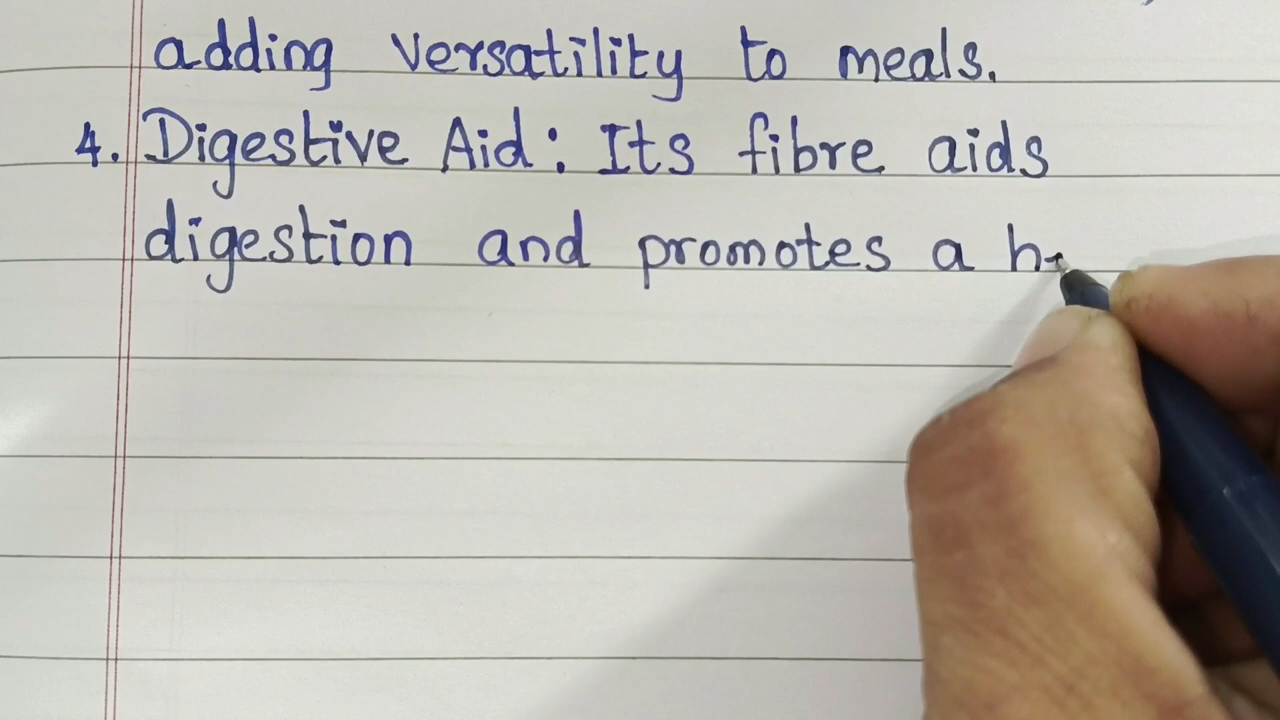 adding versatility to meals.
4. Digestive Aid: Its fibre aids
digestion and promotes a